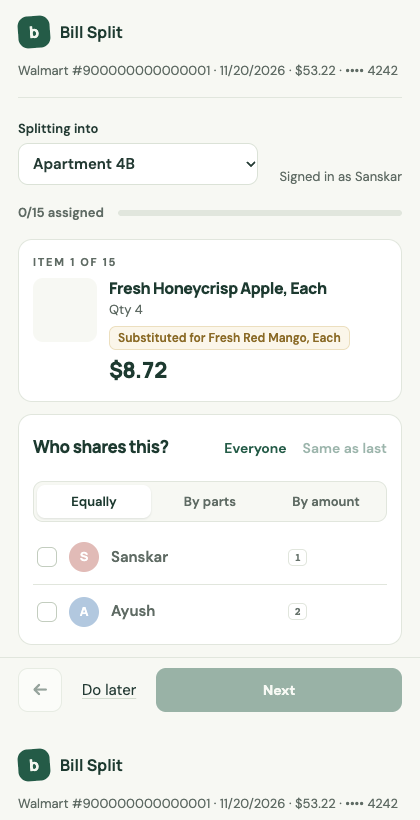 b Bill Split
Walmart #900000000000001 · 11/20/2026 · $53.22 · •••• 4242
Splitting into
Apartment 4B
Signed in as Sanskar
0/15 assigned
ITEM 1 OF 15
Fresh Honeycrisp Apple, Each
Qty 4
Substituted for Fresh Red Mango, Each
$8.72
Who shares this? Everyone Same as last
Equally By parts By amount
S Sanskar 1
A Ayush 2
← Do later Next
b Bill Split
Walmart #900000000000001 · 11/20/2026 · $53.22 · •••• 4242